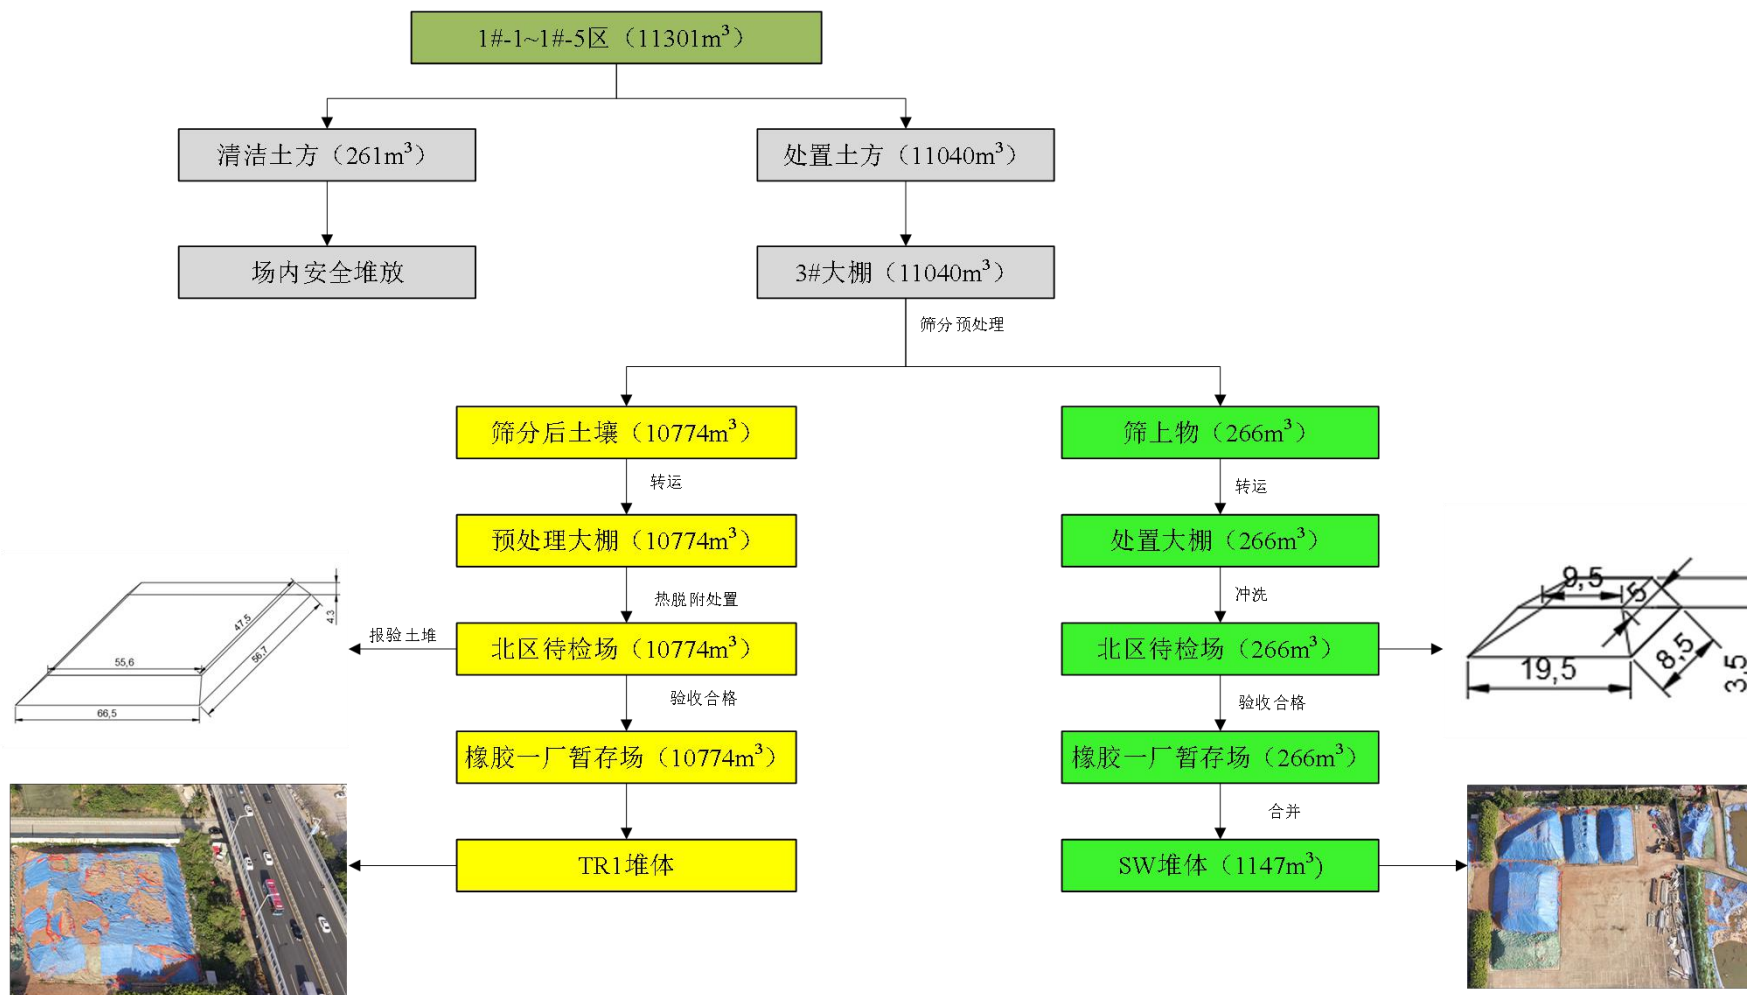 1#-1~1#-5区（11301m³）
清洁土方（261m³）
处置土方（11040m³）
场内安全堆放
3#大棚（11040m³）
筛分预处理
筛分后土壤（10774m³）
筛上物（266m³）
转运
转运
预处理大棚（10774m³）
处置大棚（266m³）
热脱附处置
冲洗
报验土堆
北区待检场（10774m³）
北区待检场（266m³）
47,5
56,7
4,3
55,6
66,5
9,5
5
19,5
8,5
3,5
验收合格
验收合格
橡胶一厂暂存场（10774m³）
橡胶一厂暂存场（266m³）
合并
TR1堆体
SW堆体（1147m³)